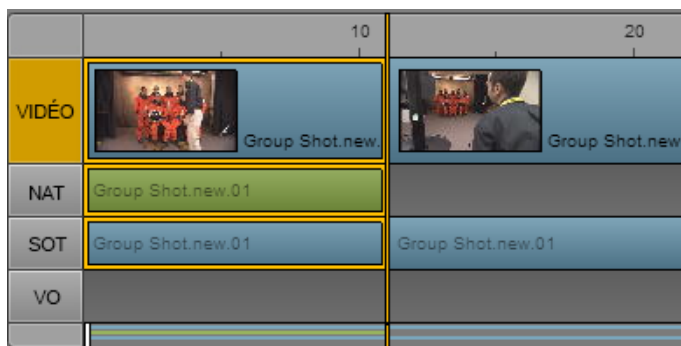 10 20
VIDÉO Group Shot.new. Group Shot.new
NAT Group Shot.new.01
SOT Group Shot.new.01 Group Shot.new.01
VO